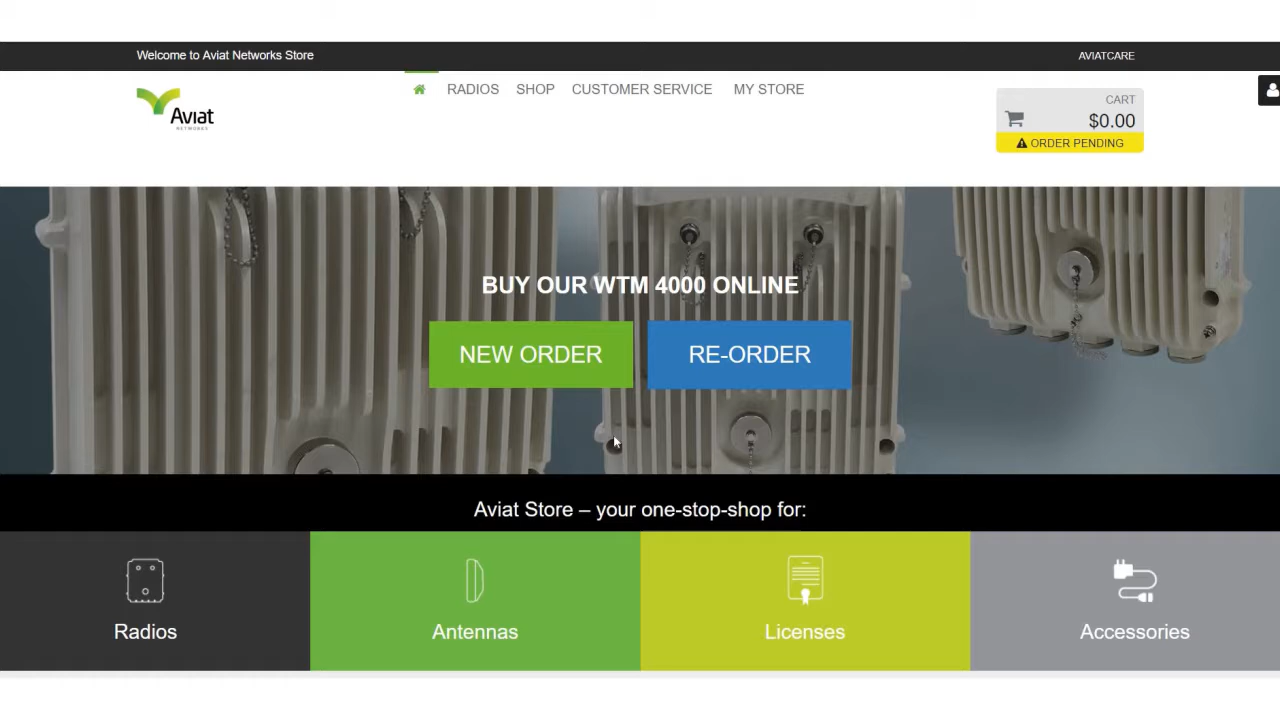 Welcome to Aviat Networks Store
AVIATCARE
Aviat
NETWORKS
RADIOS
SHOP
CUSTOMER SERVICE
MY STORE
CART
$0.00
ORDER PENDING
BUY OUR WTM 4000 ONLINE
NEW ORDER
RE-ORDER
Aviat Store – your one-stop-shop for:
Radios
Antennas
Licenses
Accessories